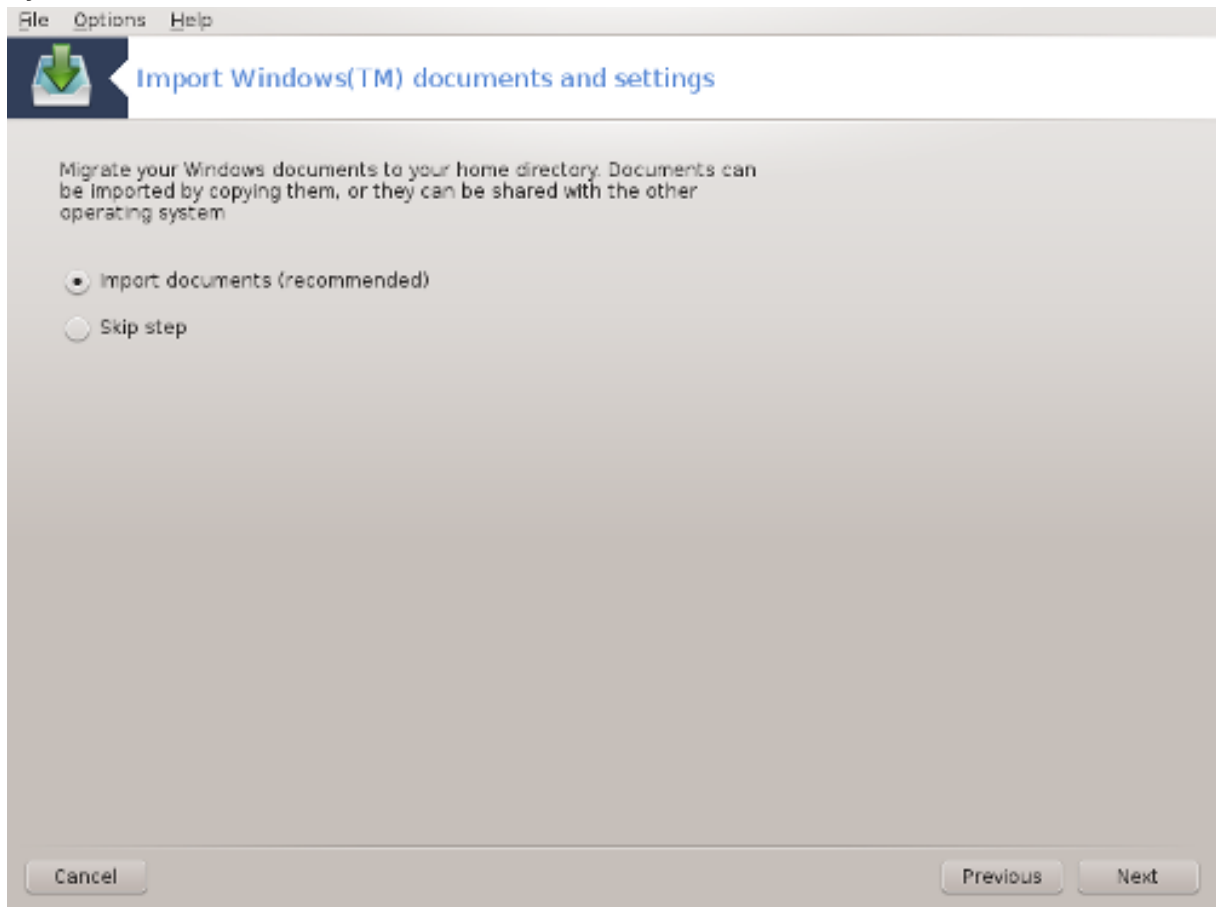 File Options Help
Import Windows(TM) documents and settings
Migrate your Windows documents to your home directory. Documents can
be imported by copying them, or they can be shared with the other
operating system
Import documents (recommended)
Skip step
Cancel Previous Next